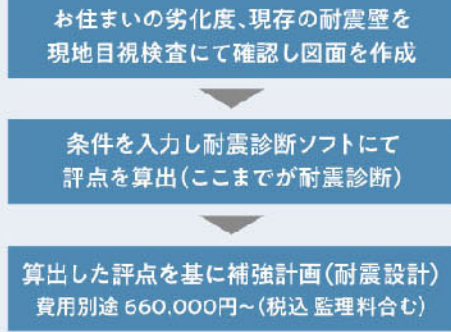 お住まいの劣化度、現存の耐震壁を
現地目視検査にて確認し図面を作成
条件を入力し耐震診断ソフトにて
評点を算出(ここまでが耐震診断)
算出した評点を基に補強計画(耐震設計)
費用別途 660,000円~(税込 監理料含む)